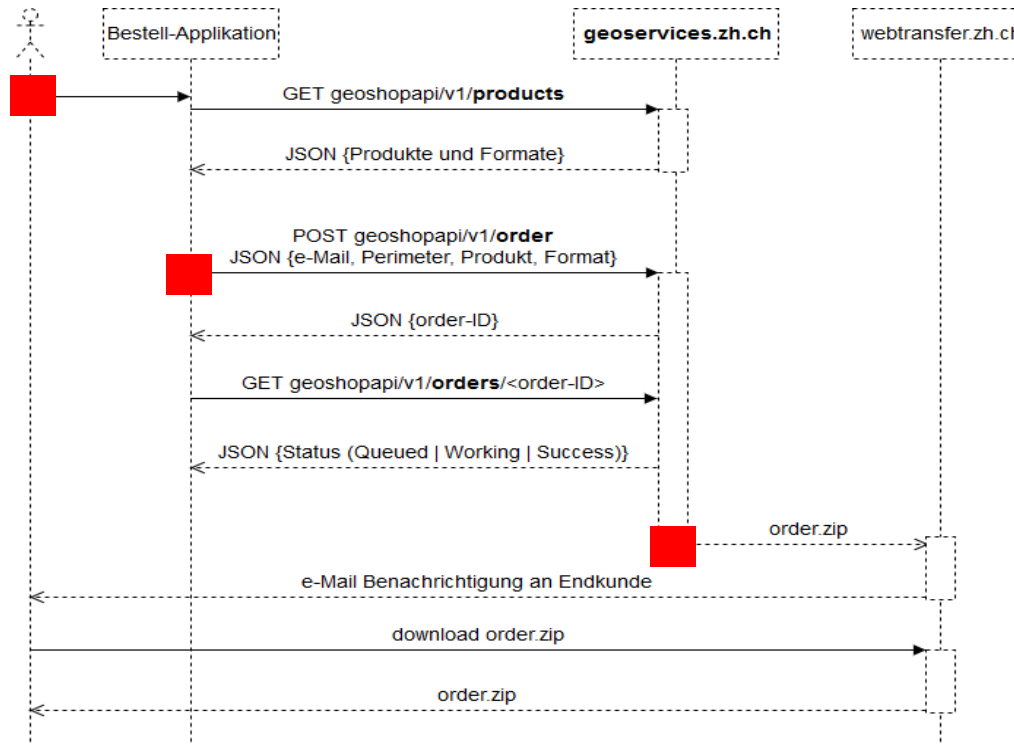 Bestell-Applikation
geoservices.zh.ch
webtransfer.zh.ch
GET geoshopapi/v1/products
JSON {Produkte und Formate}
POST geoshopapi/v1/order
JSON {e-Mail, Perimeter, Produkt, Format}
JSON {order-ID}
GET geoshopapi/v1/orders/<order-ID>
JSON {Status (Queued | Working | Success)}
order.zip
e-Mail Benachrichtigung an Endkunde
download order.zip
order.zip